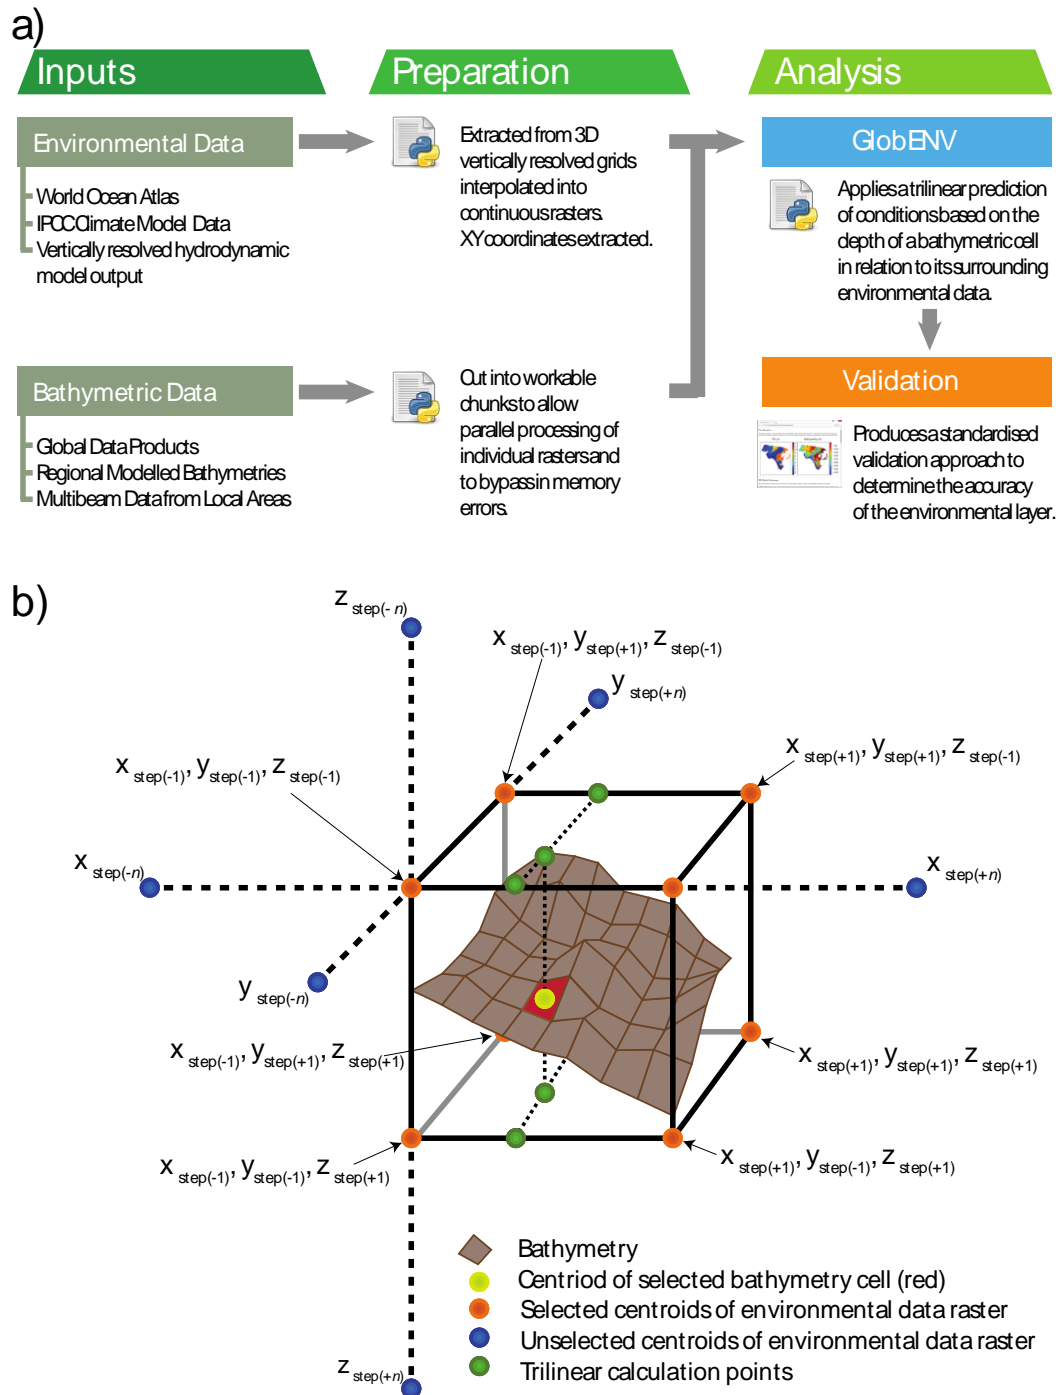 a)
Inputs
Preparation
Analysis
Environmental Data
World Ocean Atlas
IPCC Climate Model Data
Vertically resolved hydrodynamic
model output
Extracted from 3D
vertically resolved grids
interpolated into
continuous rasters.
XY coordinates extracted.
GlobENV
Applies a trilinear prediction
of conditions based on the
depth of a bathymetric cell
in relation to its surrounding
environmental data.
Bathymetric Data
Global Data Products
Regional Modelled Bathymetries
Multibeam Data from Local Areas
Cut into workable
chunks to allow
parallel processing of
individual rasters and
to bypass in memory
errors.
Validation
Produces a standardised
validation approach to
determine the accuracy
of the environmental layer.
b)
z step(-n)
x step(-1), y step(+1), z step(-1)
y step(+n)
x step(+1), y step(+1), z step(-1)
x step(-1), y step(-1), z step(-1)
x step(-n)
x step(+n)
y step(-n)
x step(-1), y step(+1), z step(+1)
x step(+1), y step(+1), z step(+1)
x step(-1), y step(-1), z step(+1)
x step(+1), y step(-1), z step(+1)
Bathymetry
Centriod of selected bathymetry cell (red)
Selected centroids of environmental data raster
Unselected centroids of environmental data raster
Trilinear calculation points
z step(+n)